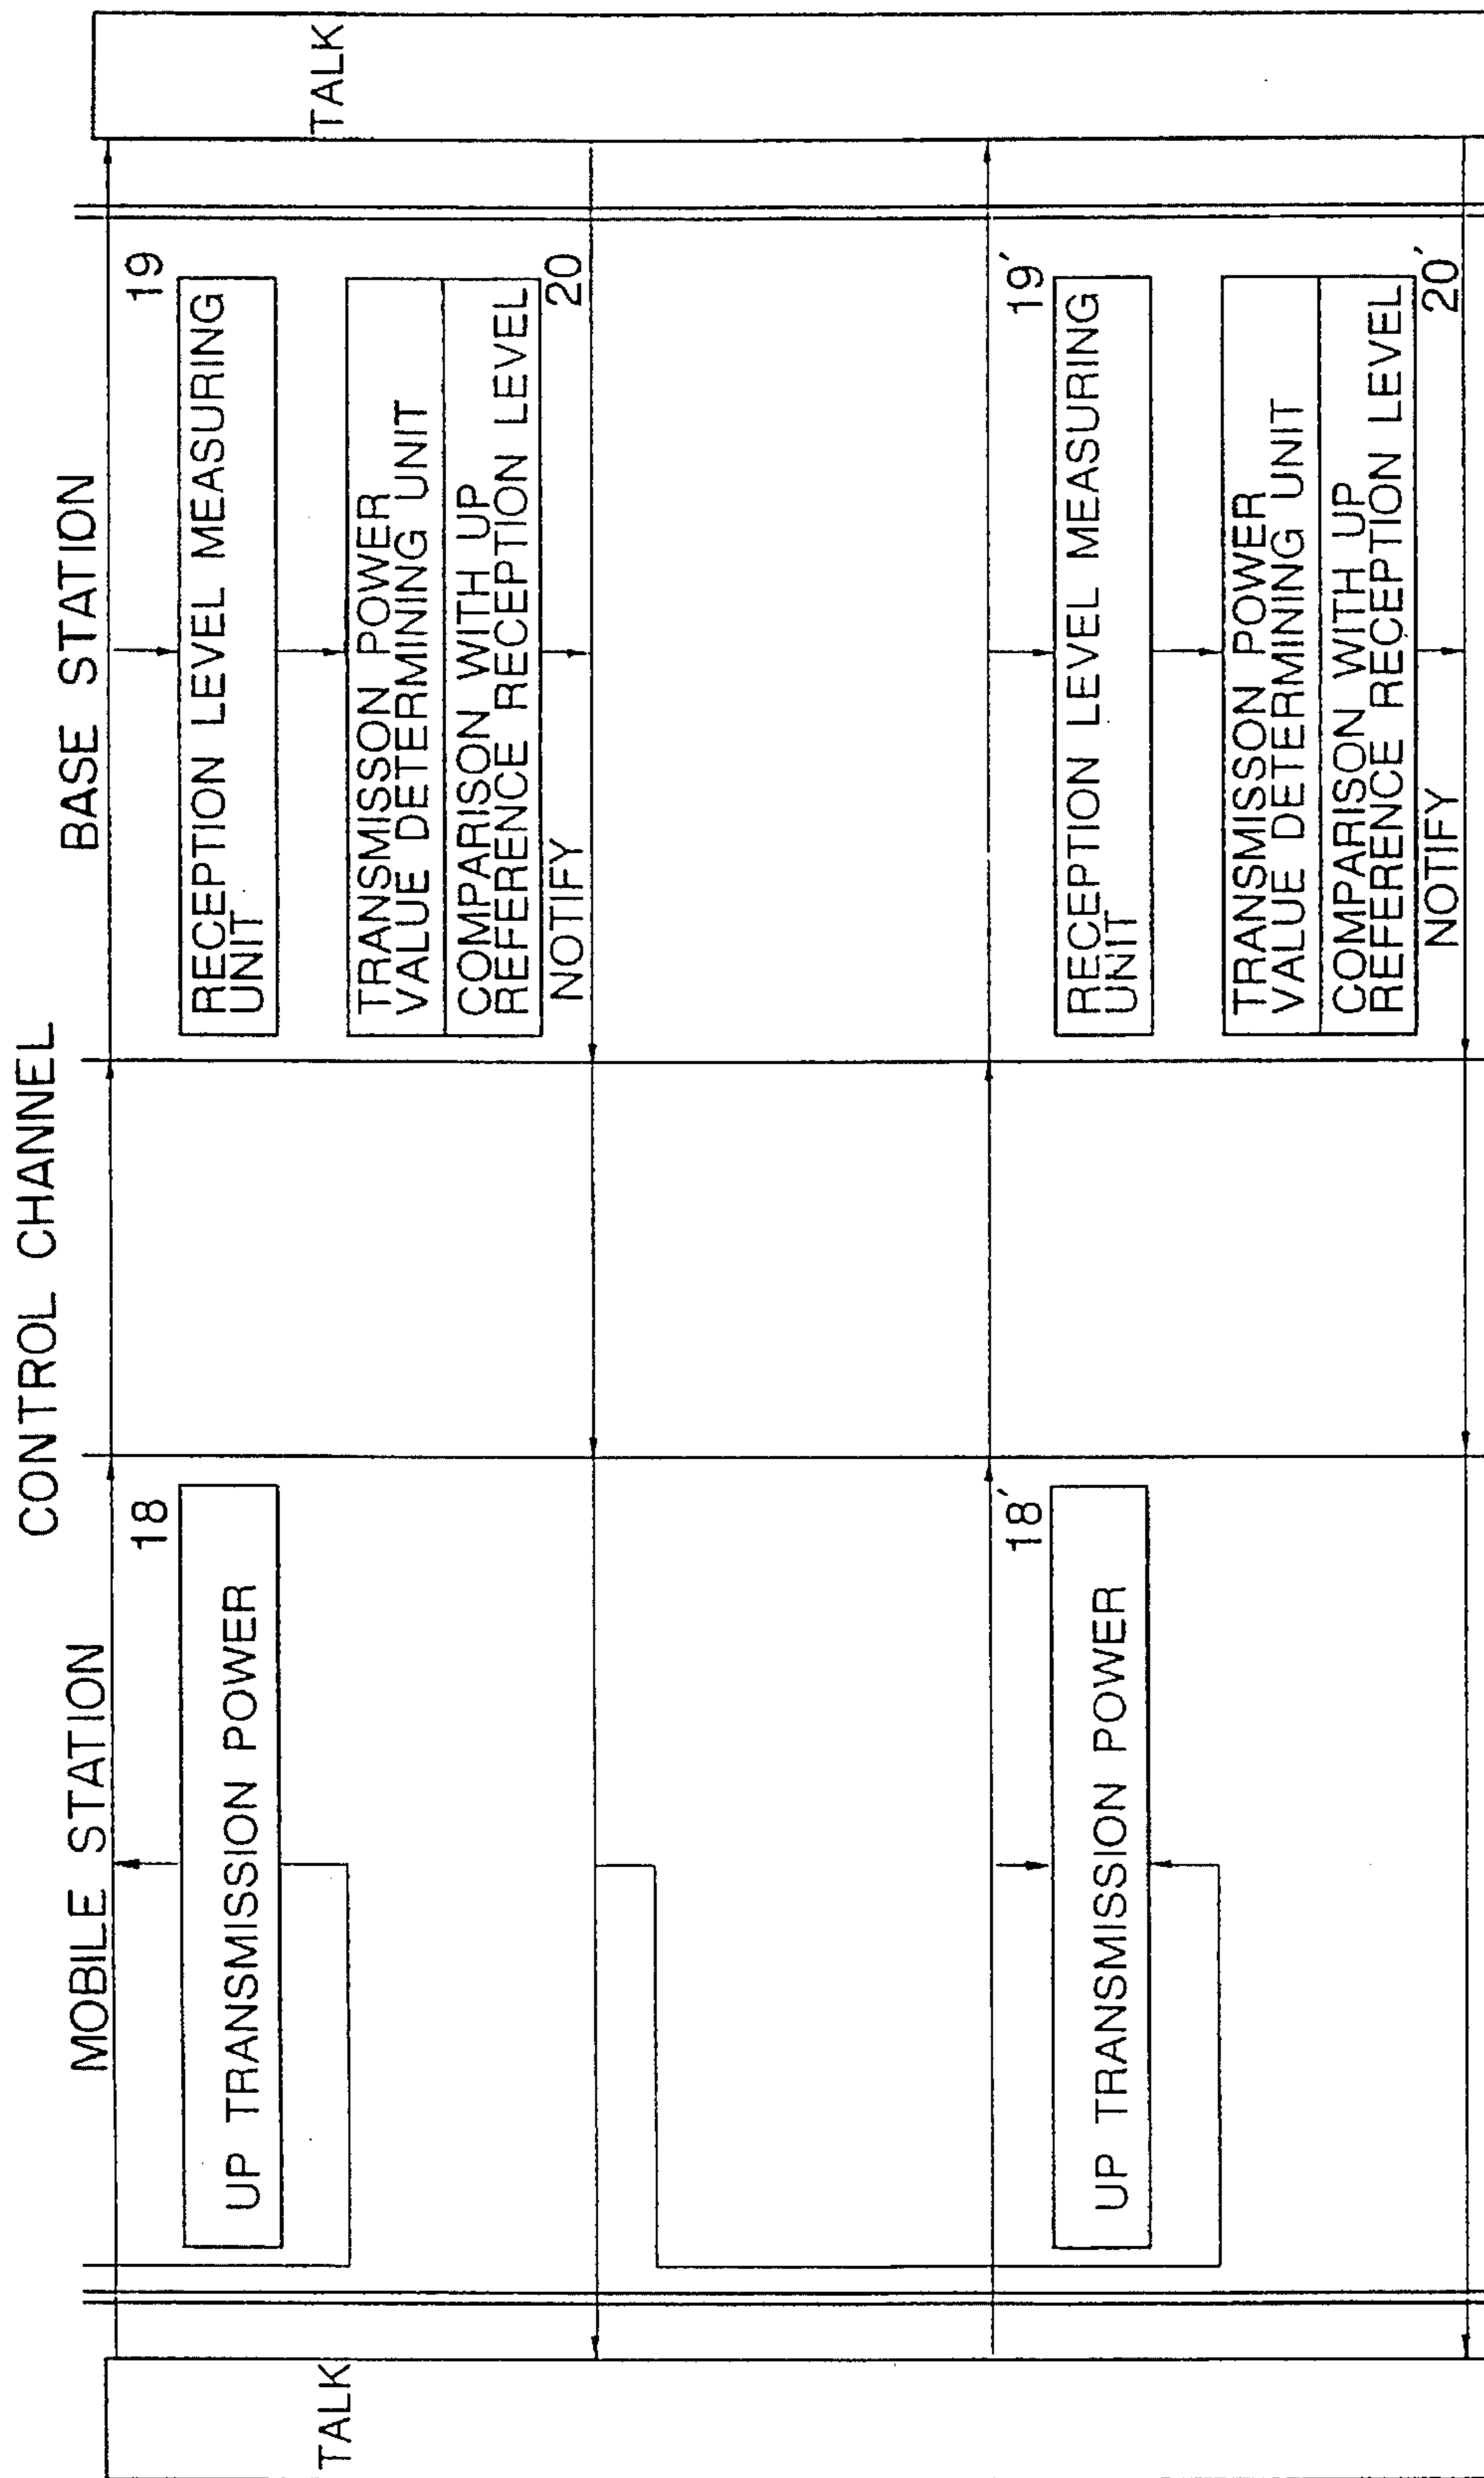 CONTROL CHANNEL
MOBILE STATION
BASE STATION
18
UP TRANSMISSION POWER
19
RECEPTION LEVEL MEASURING
UNIT
TALK
TALK
TRANSMISSON POWER
VALUE DETERMINING UNIT
COMPARISON WITH UP
REFERENCE RECEPTION LEVEL
NOTIFY
20
18'
UP TRANSMISSION POWER
19'
RECEPTION LEVEL MEASURING
UNIT
TRANSMISSON POWER
VALUE DETERMINING UNIT
COMPARISON WITH UP
REFERENCE RECEPTION LEVEL
NOTIFY
20'